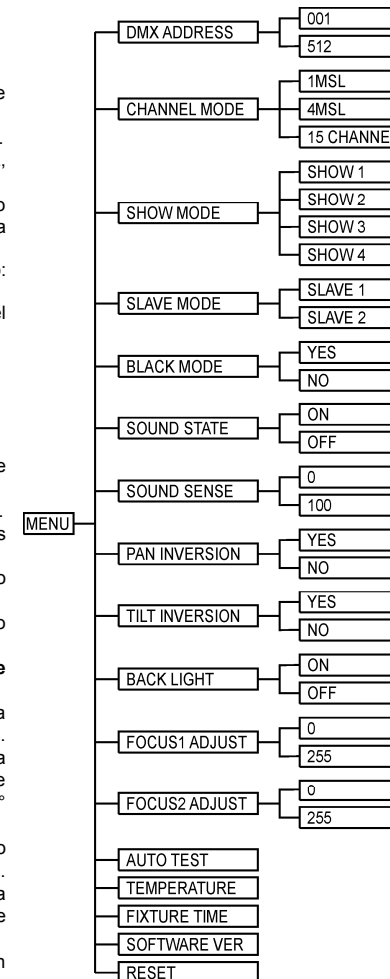 MENU
DMX ADDRESS
001
512
CHANNEL MODE
1MSL
4MSL
15 CHANNE
SHOW MODE
SHOW 1
SHOW 2
SHOW 3
SHOW 4
SLAVE MODE
SLAVE 1
SLAVE 2
BLACK MODE
YES
NO
SOUND STATE
ON
OFF
SOUND SENSE
0
100
PAN INVERSION
YES
NO
TILT INVERSION
YES
NO
BACK LIGHT
ON
OFF
FOCUS1 ADJUST
0
255
FOCUS2 ADJUST
0
255
AUTO TEST
TEMPERATURE
FIXTURE TIME
SOFTWARE VER
RESET